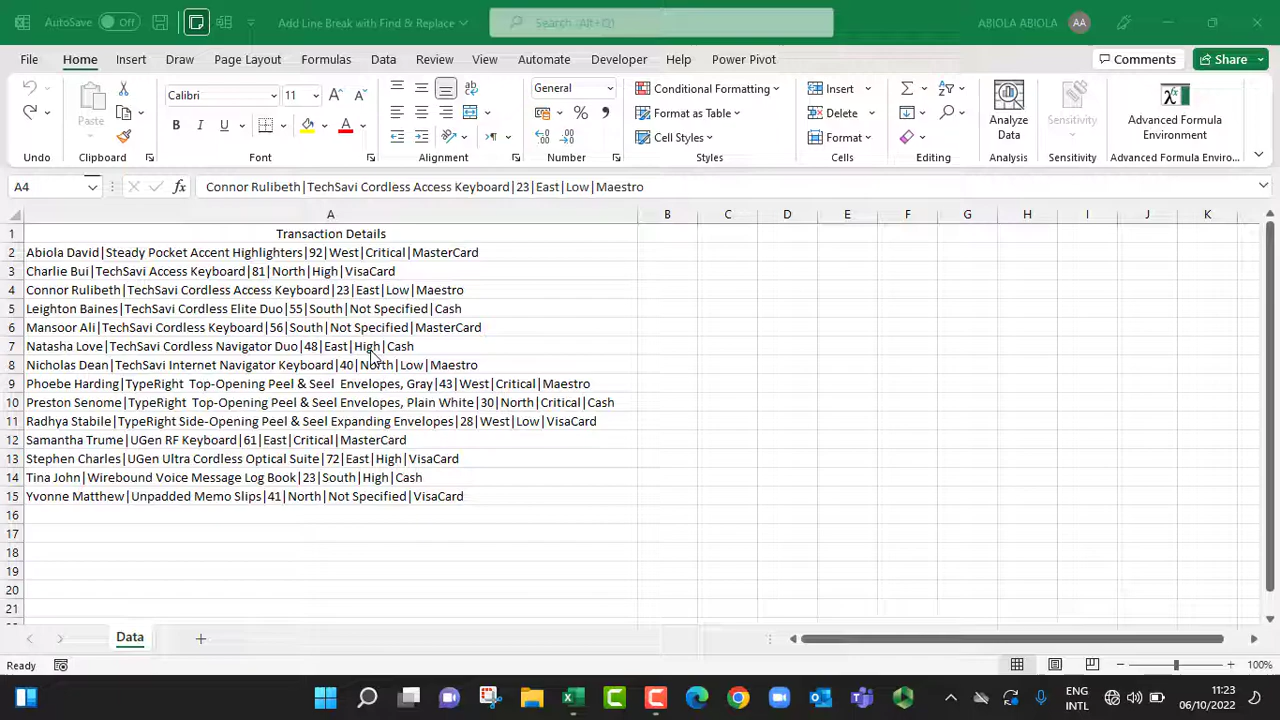 AutoSave Off Add Line Break with Find & Replace Search (Alt+Q) ABIOLA ABIOLA AA
File Home Insert Draw Page Layout Formulas Data Review View Automate Developer Help Power Pivot Comments Share
Paste
Calibri 11
General
Conditional Formatting
Format as Table
Cell Styles
Insert
Delete
Format
Analyze Data
Sensitivity
Advanced Formula Environment
Undo Clipboard Font Alignment Number Styles Cells Editing Analysis Sensitivity Advanced Formula Enviro...
A4 fx Connor Rulibeth|TechSavi Cordless Access Keyboard|23|East|Low|Maestro
A B C D E F G H I J K
1 Transaction Details
2 Abiola David|Steady Pocket Accent Highlighters|92|West|Critical|MasterCard
3 Charlie Bui|TechSavi Access Keyboard|81|North|High|VisaCard
4 Connor Rulibeth|TechSavi Cordless Access Keyboard|23|East|Low|Maestro
5 Leighton Baines|TechSavi Cordless Elite Duo|55|South|Not Specified|Cash
6 Mansoor Ali|TechSavi Cordless Keyboard|56|South|Not Specified|MasterCard
7 Natasha Love|TechSavi Cordless Navigator Duo|48|East|High|Cash
8 Nicholas Dean|TechSavi Internet Navigator Keyboard|40|North|Low|Maestro
9 Phoebe Harding|TypeRight  Top-Opening Peel & Seel  Envelopes, Gray|43|West|Critical|Maestro
10 Preston Senome|TypeRight  Top-Opening Peel & Seel Envelopes, Plain White|30|North|Critical|Cash
11 Radhya Stabile|TypeRight Side-Opening Peel & Seel Expanding Envelopes|28|West|Low|VisaCard
12 Samantha Trume|UGen RF Keyboard|61|East|Critical|MasterCard
13 Stephen Charles|UGen Ultra Cordless Optical Suite|72|East|High|VisaCard
14 Tina John|Wirebound Voice Message Log Book|23|South|High|Cash
15 Yvonne Matthew|Unpadded Memo Slips|41|North|Not Specified|VisaCard
16
17
18
19
20
21
Data
Ready 100%
ENG 11:23
INTL 06/10/2022